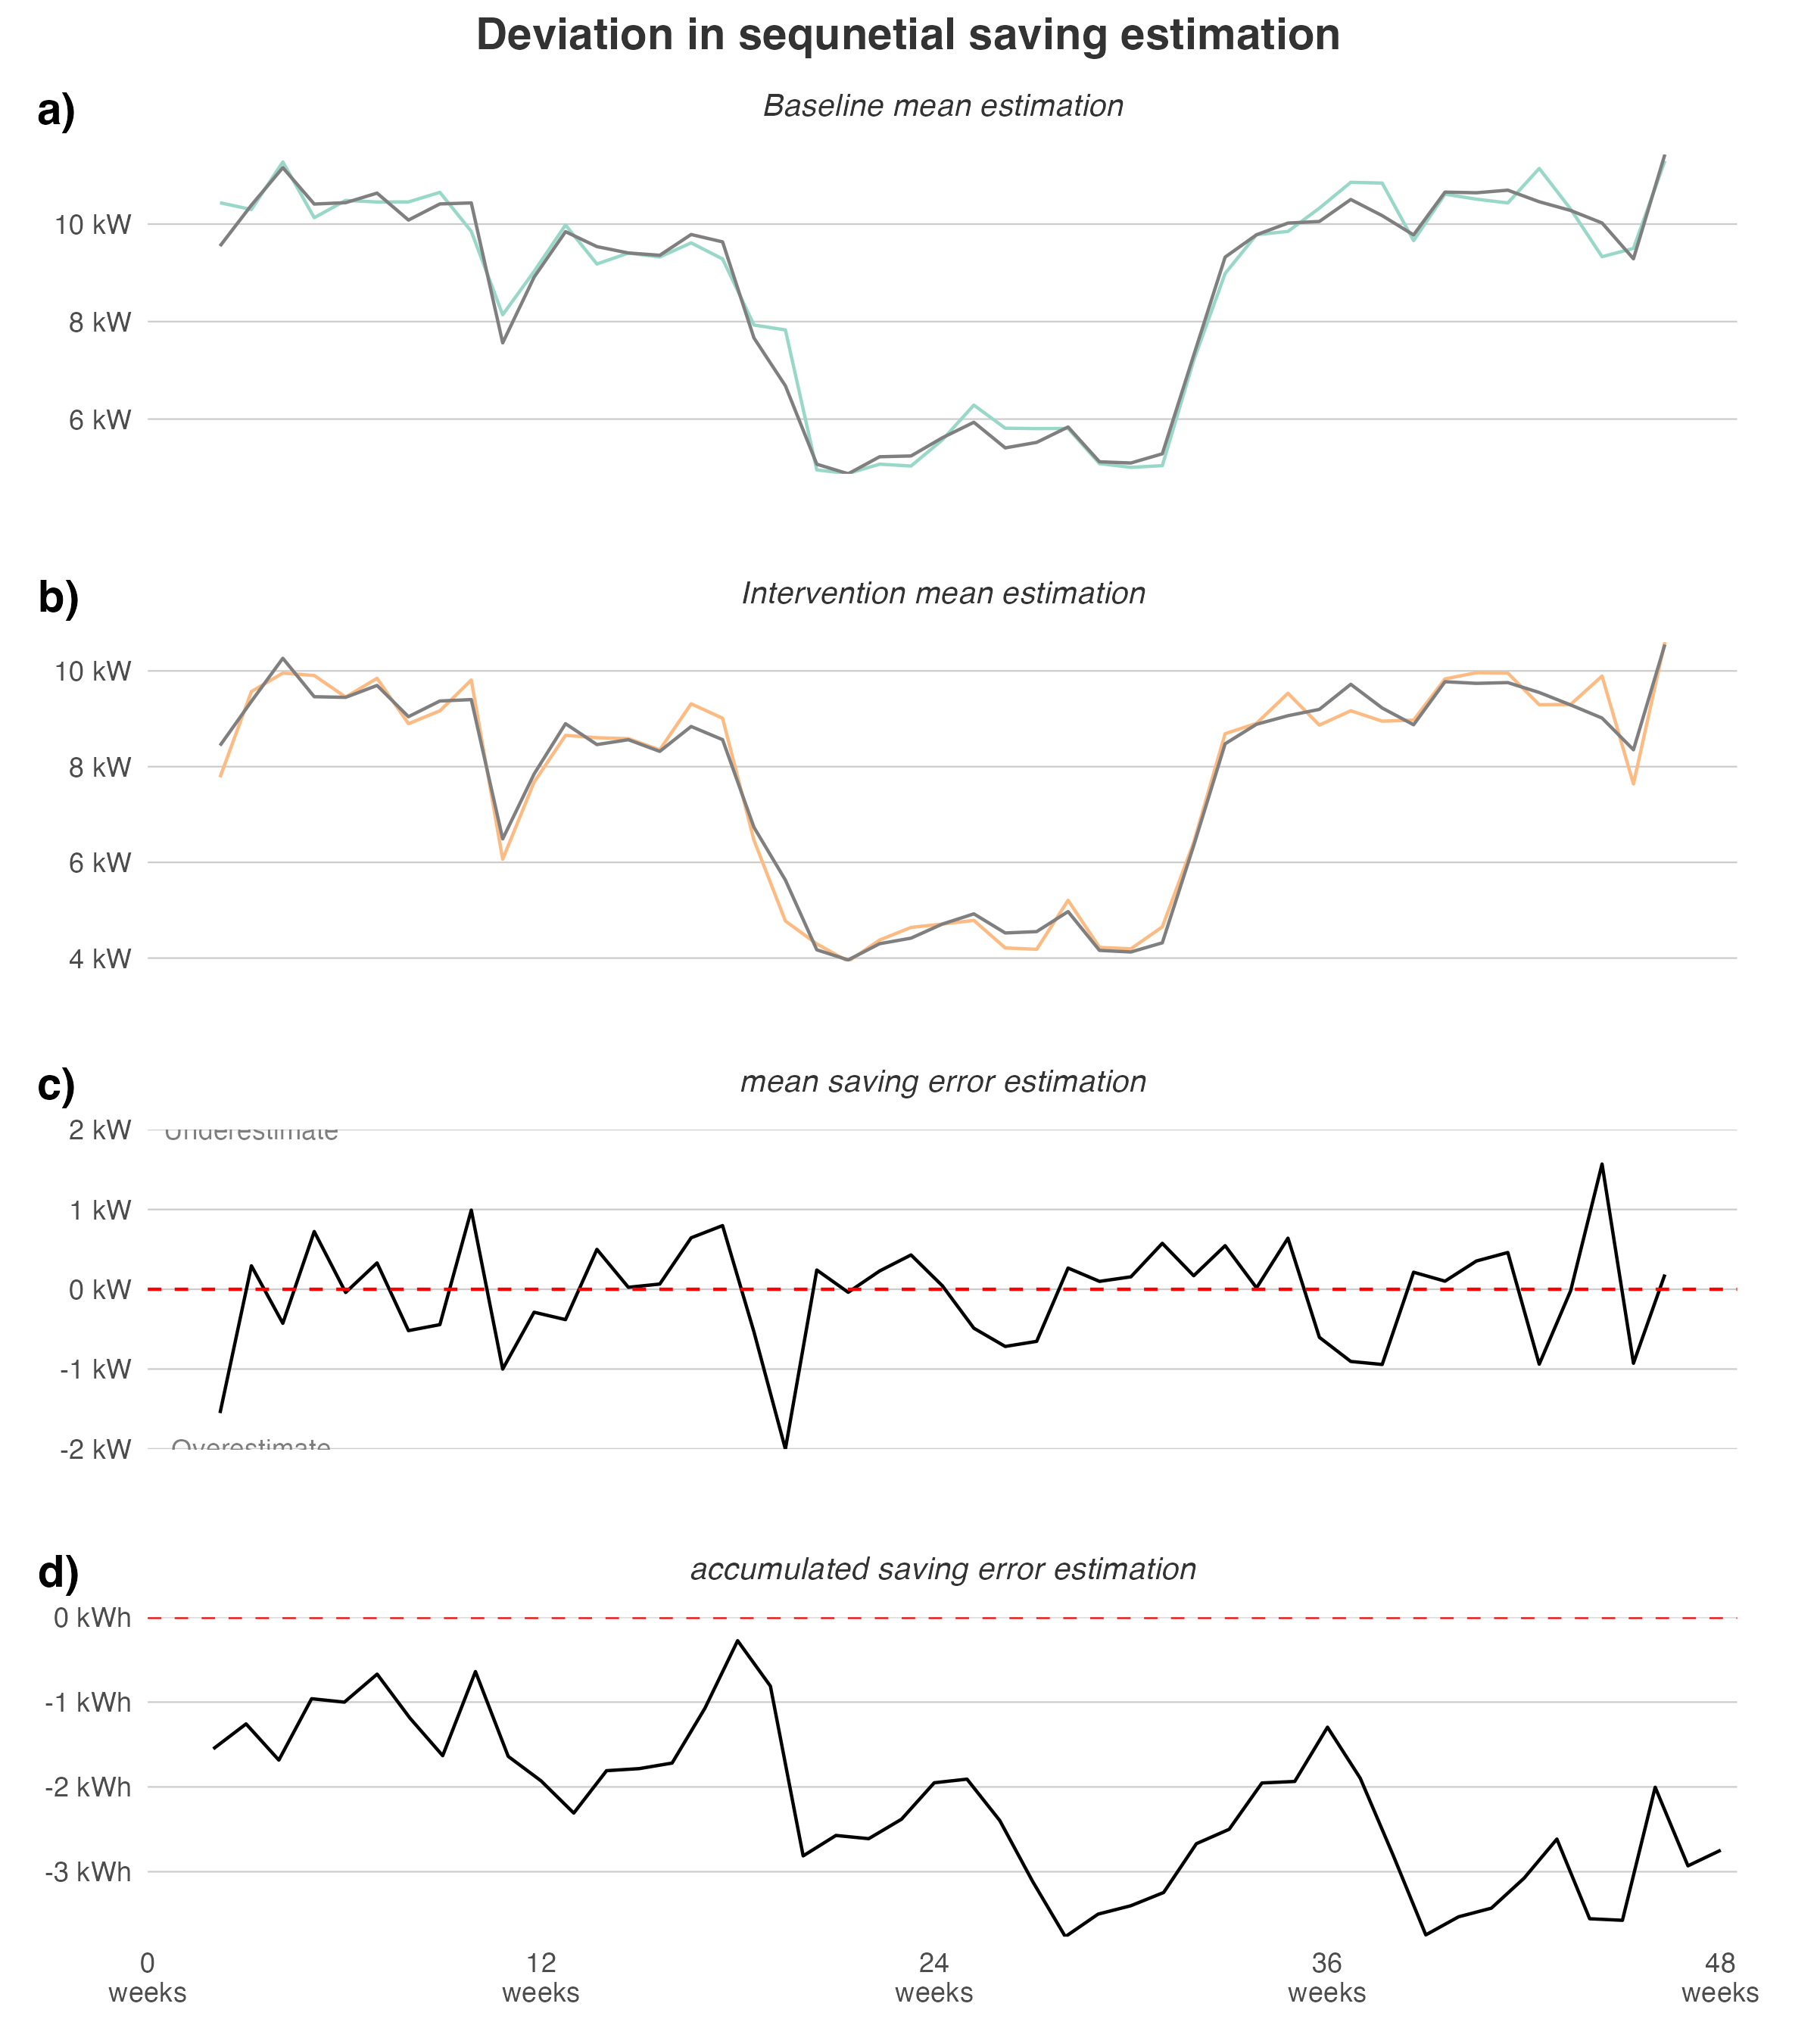 Deviation in sequnetial saving estimation
a)
Baseline mean estimation
10 kW
8 kW
6 kW
b)
Intervention mean estimation
10 kW
8 kW
6 kW
4 kW
c)
mean saving error estimation
2 kW
Underestimate
1 kW
0 kW
-1 kW
-2 kW
Overestimate
d)
accumulated saving error estimation
0 kWh
-1 kWh
-2 kWh
-3 kWh
0
weeks
12
weeks
24
weeks
36
weeks
48
weeks